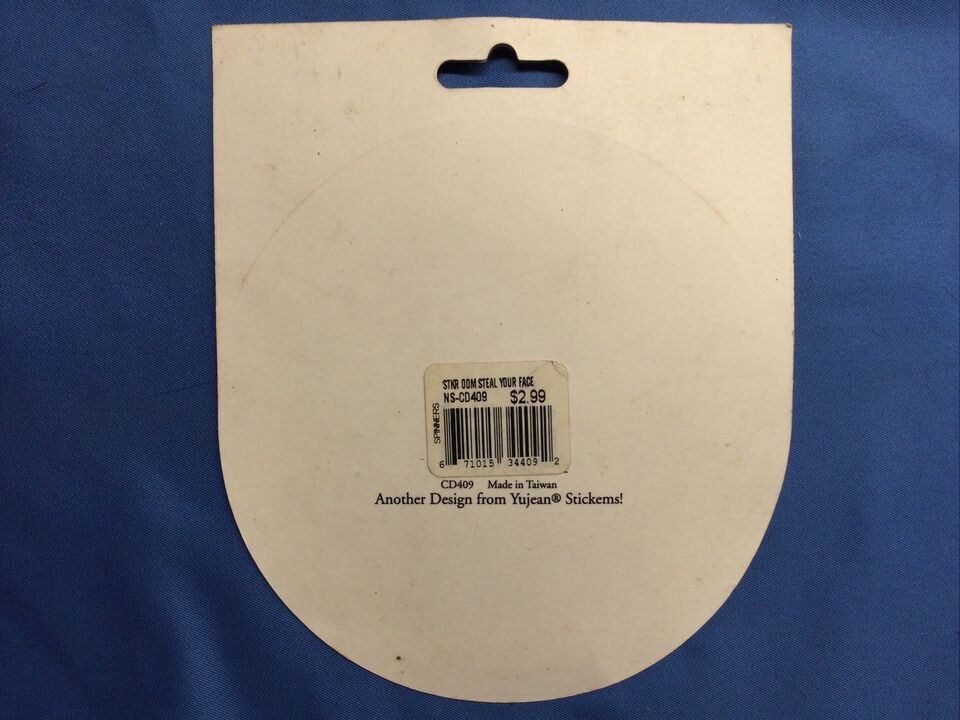 STKR DDM STEAL YOUR FACE
NS-CD409 $2.99
SPINNERS
6 71015 34409 2
CD409 Made in Taiwan
Another Design from Yujean® Stickems!